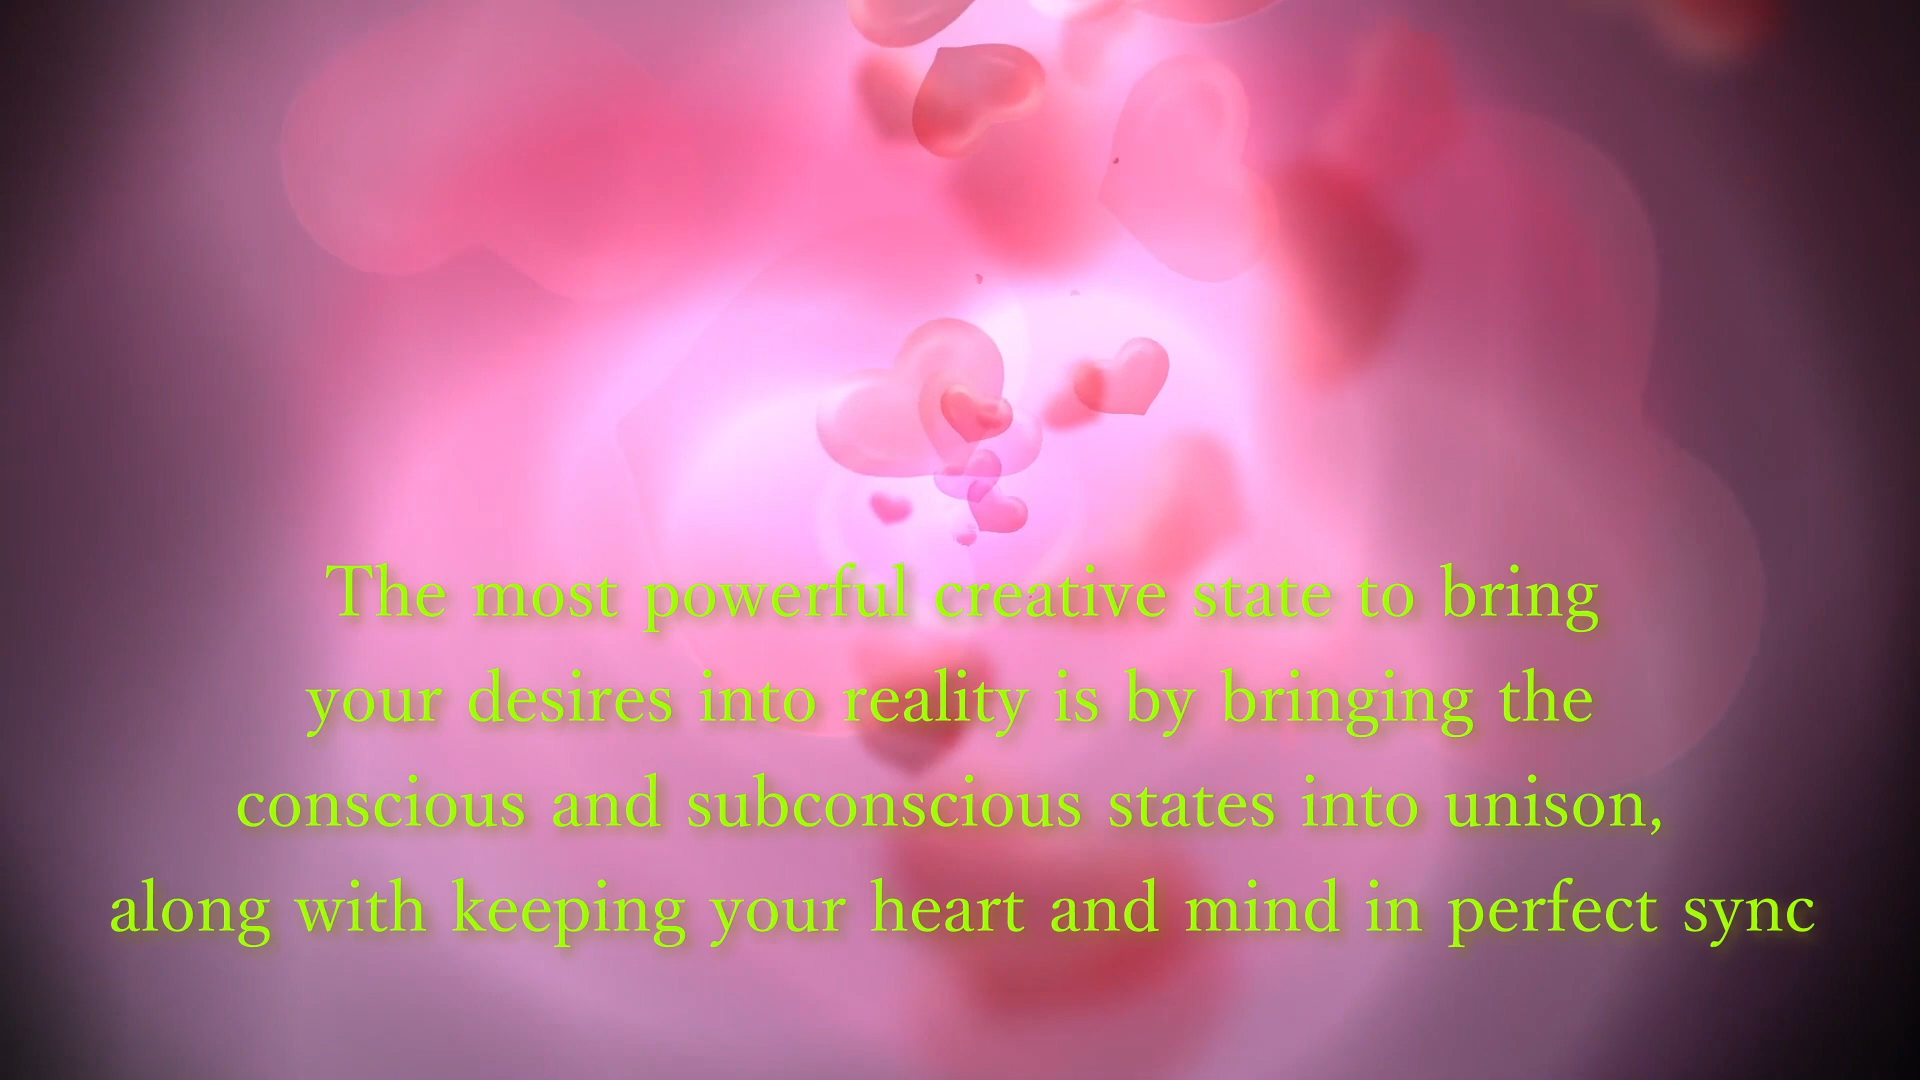 The most powerful creative state to bring
your desires into reality is by bringing the
conscious and subconscious states into unison,
along with keeping your heart and mind in perfect sync